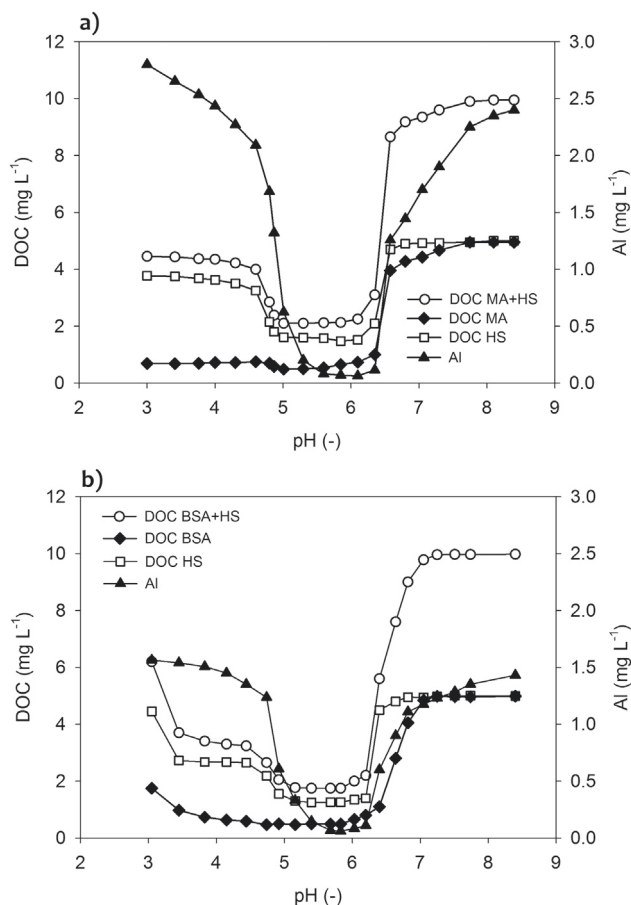 a)
12
10
8
6
4
2
0
DOC (mg L⁻¹)
3.0
2.5
2.0
1.5
1.0
0.5
0.0
Al (mg L⁻¹)
DOC MA+HS
DOC MA
DOC HS
Al
2 3 4 5 6 7 8 9
pH (-)
b)
12
10
8
6
4
2
0
DOC (mg L⁻¹)
DOC BSA+HS
DOC BSA
DOC HS
Al
3.0
2.5
2.0
1.5
1.0
0.5
0.0
Al (mg L⁻¹)
2 3 4 5 6 7 8 9
pH (-)